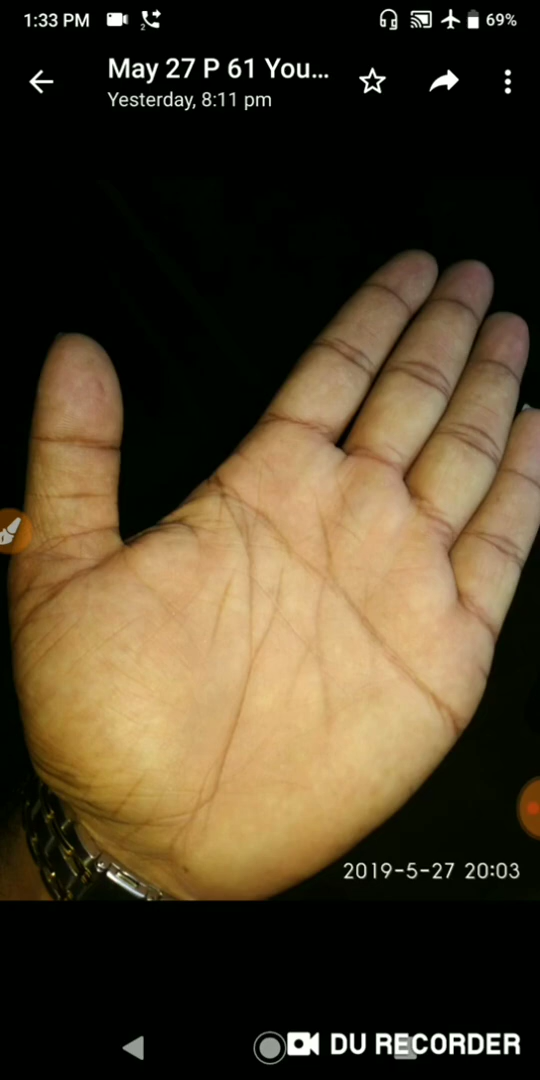 1:33 PM 2 69%
May 27 P 61 You...
Yesterday, 8:11 pm
2019-5-27 20:03
DU RECORDER